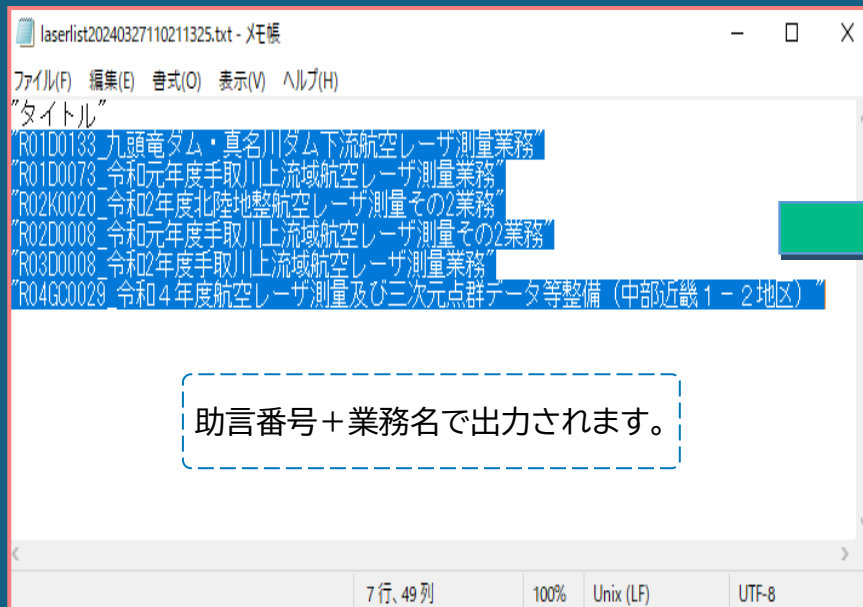 laserlist20240327110211325.txt - メモ帳
ファイル(F) 編集(E) 書式(O) 表示(V) ヘルプ(H)
"タイトル"
"R01D0133_九頭竜ダム・真名川ダム下流航空レーザ測量業務"
"R01D0073_令和元年度手取川上流域航空レーザ測量業務"
"R02K0020_令和2年度北陸地整航空レーザ測量その2業務"
"R02D0008_令和元年度手取川上流域航空レーザ測量その2業務"
"R03D0008_令和2年度手取川上流域航空レーザ測量業務"
"R04GC0029_令和４年度航空レーザ測量及び三次元点群データ等整備（中部近畿１－２地区）"
助言番号＋業務名で出力されます。
7 行、49 列 100% Unix (LF) UTF-8